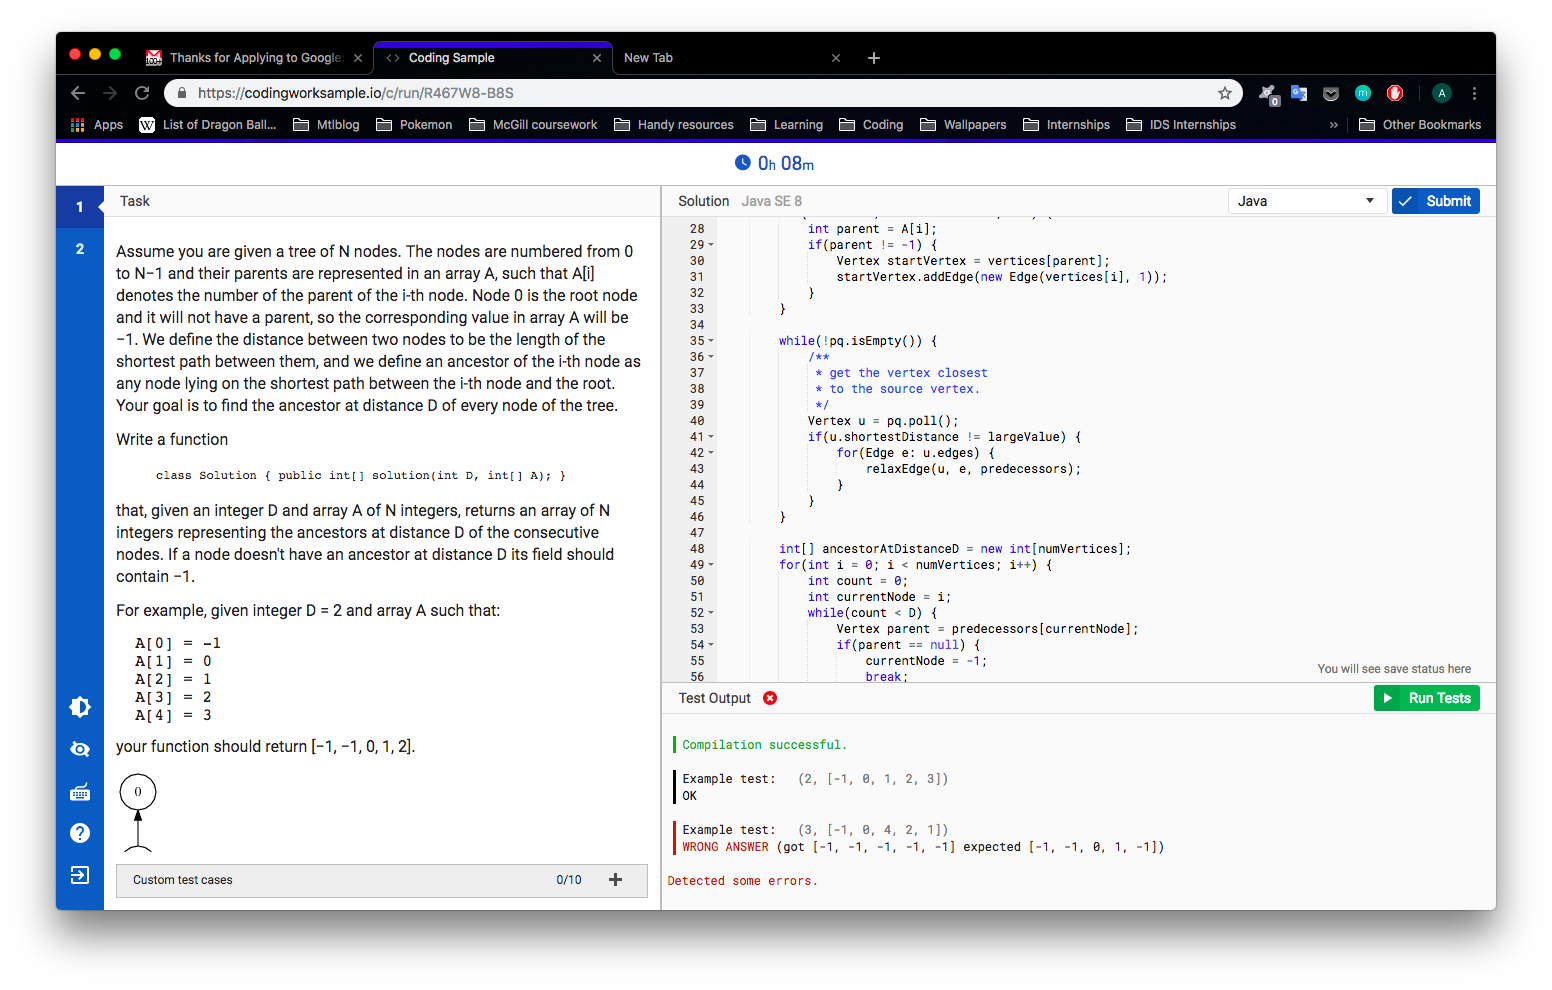 Thanks for Applying to Google:
Coding Sample
New Tab
https://codingworksample.io/c/run/R467W8-B8S
0
m
A
Apps
W
List of Dragon Ball...
Mtlblog
Pokemon
McGill coursework
Handy resources
Learning
Coding
Wallpapers
Internships
IDS Internships
»
Other Bookmarks
0h 08m
1
2
Task
Assume you are given a tree of N nodes. The nodes are numbered from 0
to N−1 and their parents are represented in an array A, such that A[i]
denotes the number of the parent of the i-th node. Node 0 is the root node
and it will not have a parent, so the corresponding value in array A will be
−1. We define the distance between two nodes to be the length of the
shortest path between them, and we define an ancestor of the i-th node as
any node lying on the shortest path between the i-th node and the root.
Your goal is to find the ancestor at distance D of every node of the tree.
Write a function
class Solution { public int[] solution(int D, int[] A); }
that, given an integer D and array A of N integers, returns an array of N
integers representing the ancestors at distance D of the consecutive
nodes. If a node doesn't have an ancestor at distance D its field should
contain −1.
For example, given integer D = 2 and array A such that:
A[0] = -1
A[1] = 0
A[2] = 1
A[3] = 2
A[4] = 3
your function should return [−1, −1, 0, 1, 2].
0
Custom test cases 0/10 +
Solution Java SE 8
Java
Submit
28 int parent = A[i];
29 if(parent != -1) {
30 Vertex startVertex = vertices[parent];
31 startVertex.addEdge(new Edge(vertices[i], 1));
32 }
33 }
34
35 while(!pq.isEmpty()) {
36 /**
37 * get the vertex closest
38 * to the source vertex.
39 */
40 Vertex u = pq.poll();
41 if(u.shortestDistance != largeValue) {
42 for(Edge e: u.edges) {
43 relaxEdge(u, e, predecessors);
44 }
45 }
46 }
47
48 int[] ancestorAtDistanceD = new int[numVertices];
49 for(int i = 0; i < numVertices; i++) {
50 int count = 0;
51 int currentNode = i;
52 while(count < D) {
53 Vertex parent = predecessors[currentNode];
54 if(parent == null) {
55 currentNode = -1;
56 break;
You will see save status here
Test Output
Run Tests
Compilation successful.
Example test: (2, [-1, 0, 1, 2, 3])
OK
Example test: (3, [-1, 0, 4, 2, 1])
WRONG ANSWER (got [-1, -1, -1, -1, -1] expected [-1, -1, 0, 1, -1])
Detected some errors.